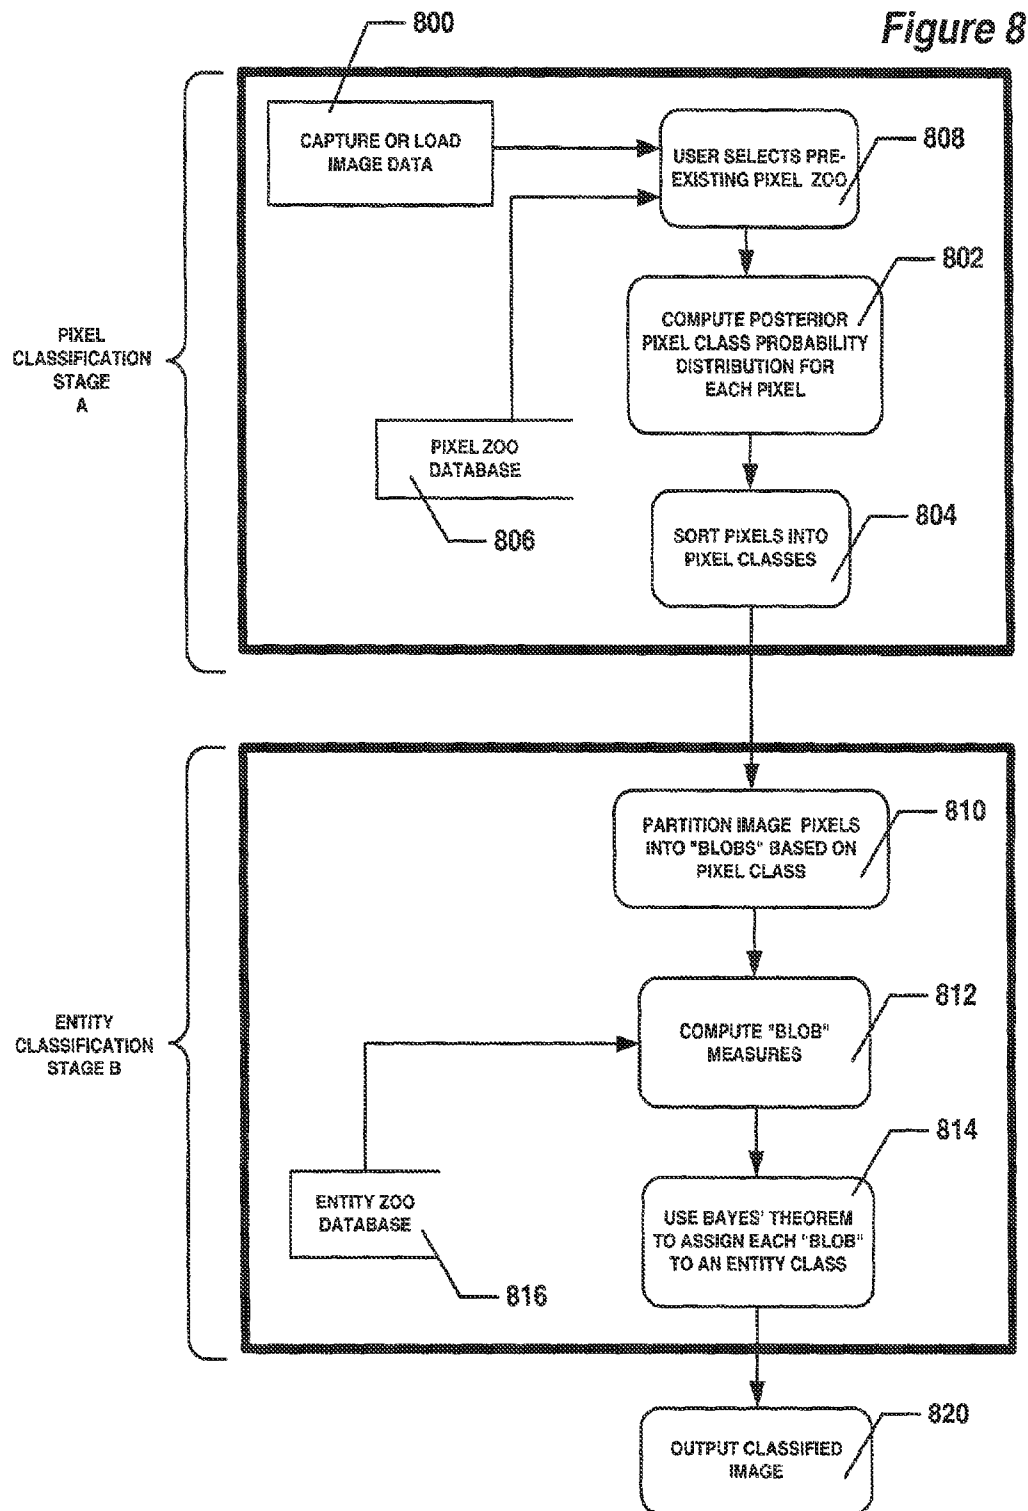 Figure 8
800
CAPTURE OR LOAD
IMAGE DATA
USER SELECTS PRE-
EXISTING PIXEL ZOO
808
802
COMPUTE POSTERIOR
PIXEL CLASS PROBABILITY
DISTRIBUTION FOR
EACH PIXEL
PIXEL
CLASSIFICATION
STAGE
A
PIXEL ZOO
DATABASE
806
804
SORT PIXELS INTO
PIXEL CLASSES
PARTITION IMAGE PIXELS
INTO "BLOBS" BASED ON
PIXEL CLASS
810
812
COMPUTE "BLOB"
MEASURES
ENTITY
CLASSIFICATION
STAGE B
814
ENTITY ZOO
DATABASE
816
USE BAYES' THEOREM
TO ASSIGN EACH "BLOB"
TO AN ENTITY CLASS
820
OUTPUT CLASSIFIED
IMAGE